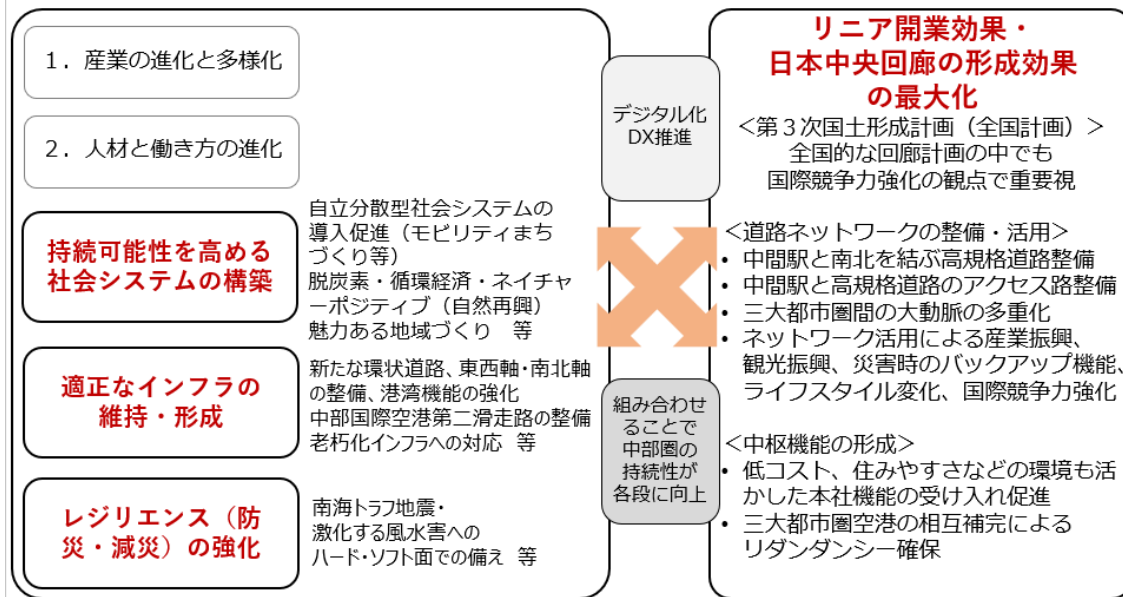 1．産業の進化と多様化
2．人材と働き方の進化
持続可能性を高める
社会システムの構築
自立分散型社会システムの
導入促進（モビリティまち
づくり等）
脱炭素・循環経済・ネイチャ
ーポジティブ（自然再興）
魅力ある地域づくり　等
適正なインフラの
維持・形成
新たな環状道路、東西軸・南北軸
の整備、港湾機能の強化
中部国際空港第二滑走路の整備
老朽化インフラへの対応　等
レジリエンス（防
災・減災）の強化
南海トラフ地震・
激化する風水害への
ハード・ソフト面での備え　等
デジタル化
DX推進
組み合わせ
ることで
中部圏の
持続性が
各段に向上
リニア開業効果・
日本中央回廊の形成効果
の最大化
＜第３次国土形成計画（全国計画）＞
全国的な回廊計画の中でも
国際競争力強化の観点で重要視
＜道路ネットワークの整備・活用＞
• 中間駅と南北を結ぶ高規格道路整備
• 中間駅と高規格道路のアクセス路整備
• 三大都市圏間の大動脈の多重化
• ネットワーク活用による産業振興、
観光振興、災害時のバックアップ機能、
ライフスタイル変化、国際競争力強化
＜中枢機能の形成＞
• 低コスト、住みやすさなどの環境も活
かした本社機能の受け入れ促進
• 三大都市圏空港の相互補完による
リダンダンシー確保